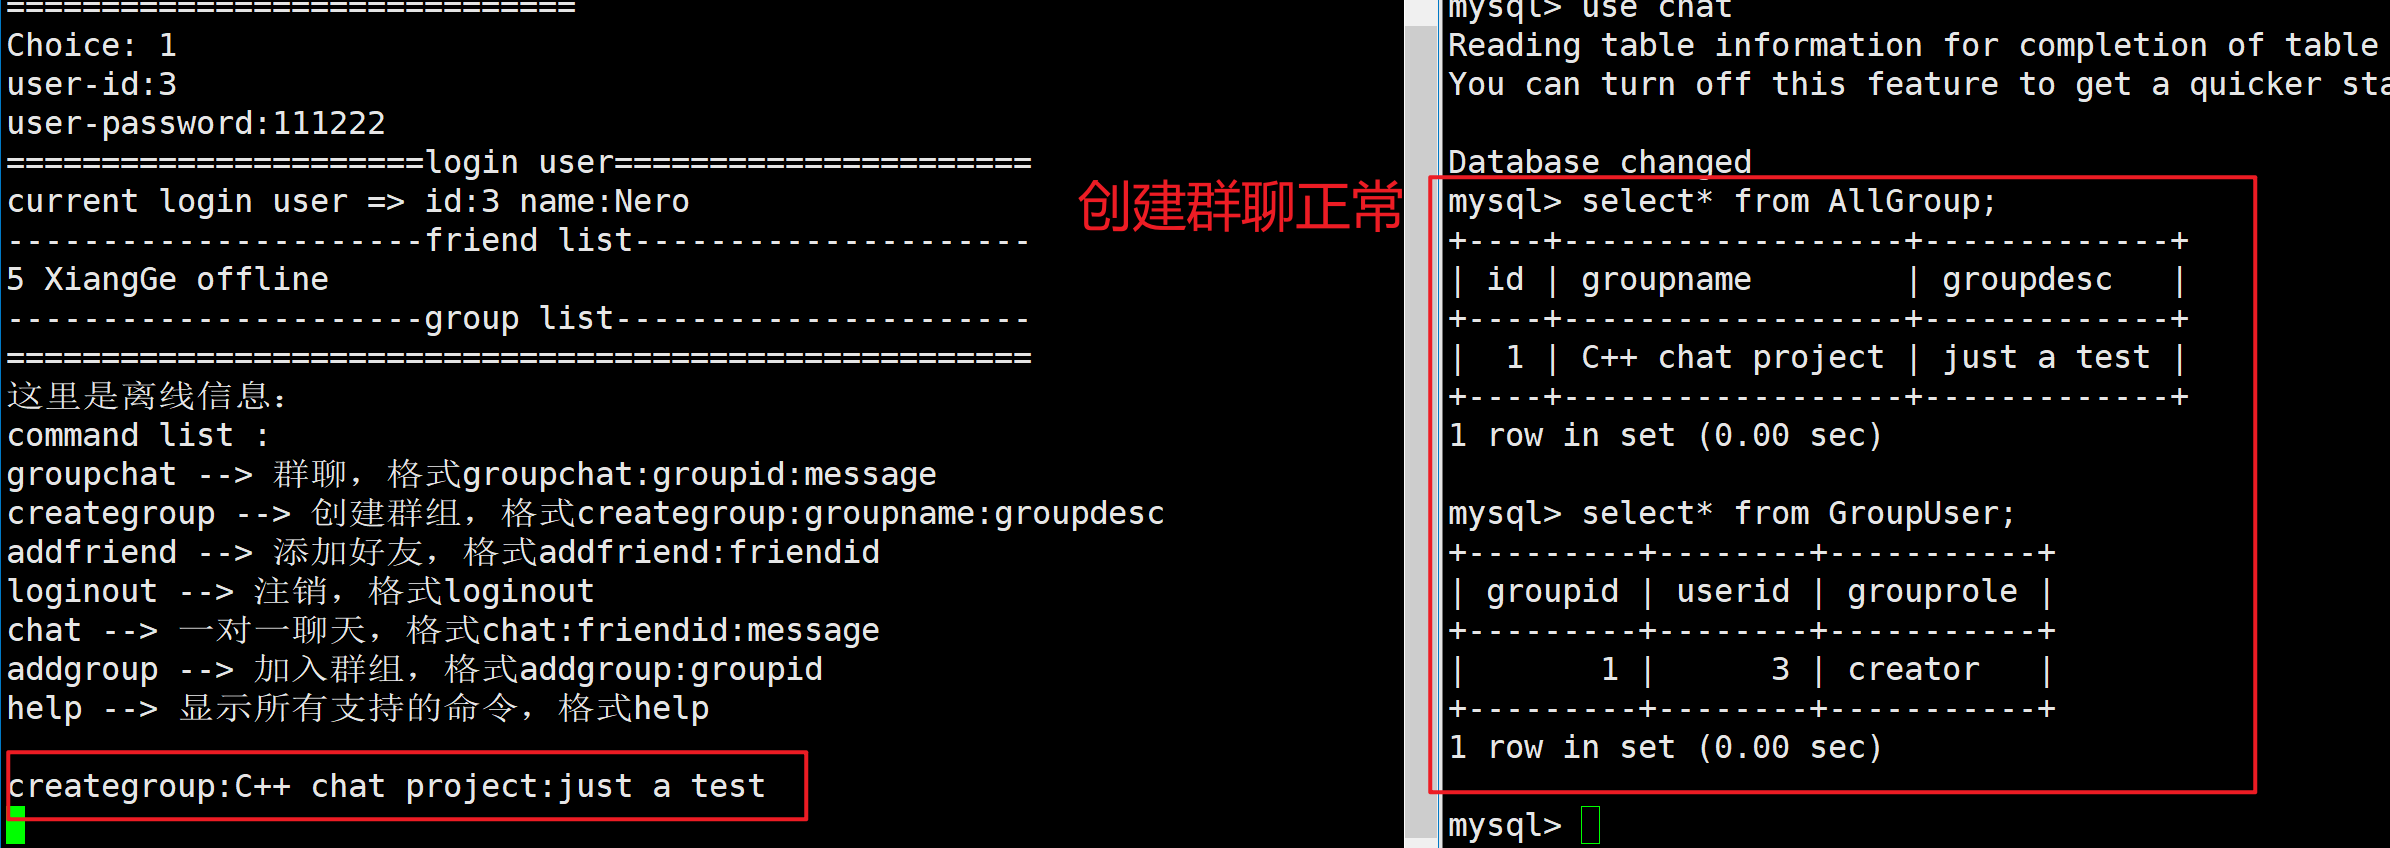 ==============================
Choice: 1
user-id:3
user-password:111222
======================login user======================
current login user => id:3 name:Nero
----------------------friend list---------------------
5 XiangGe offline
----------------------group list----------------------
======================================================
这里是离线信息：
command list :
groupchat --> 群聊，格式groupchat:groupid:message
creategroup --> 创建群组，格式creategroup:groupname:groupdesc
addfriend --> 添加好友，格式addfriend:friendid
loginout --> 注销，格式loginout
chat --> 一对一聊天，格式chat:friendid:message
addgroup --> 加入群组，格式addgroup:groupid
help --> 显示所有支持的命令，格式help
creategroup:C++ chat project:just a test
创建群聊正常
mysql> use chat
Reading table information for completion of table
You can turn off this feature to get a quicker sta
Database changed
mysql> select* from AllGroup;
+----+------------------+-------------+
| id | groupname        | groupdesc   |
+----+------------------+-------------+
|  1 | C++ chat project | just a test |
+----+------------------+-------------+
1 row in set (0.00 sec)
mysql> select* from GroupUser;
+---------+--------+-----------+
| groupid | userid | grouprole |
+---------+--------+-----------+
|       1 |      3 | creator   |
+---------+--------+-----------+
1 row in set (0.00 sec)
mysql>